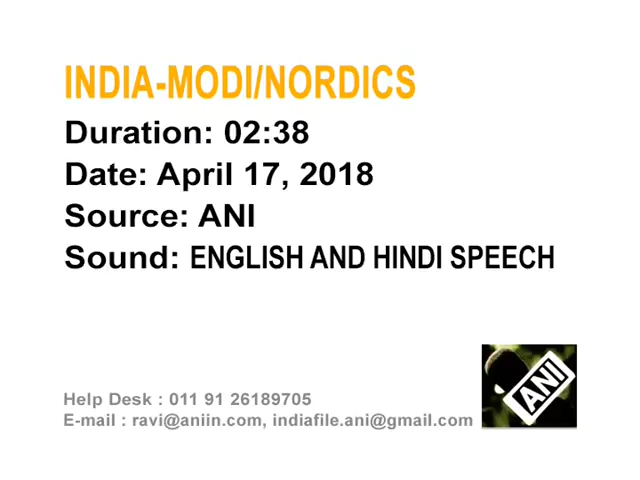 INDIA-MODI/NORDICS
Duration: 02:38
Date: April 17, 2018
Source: ANI
Sound: ENGLISH AND HINDI SPEECH
ANI
Help Desk : 011 91 26189705
E-mail : ravi@aniin.com, indiafile.ani@gmail.com